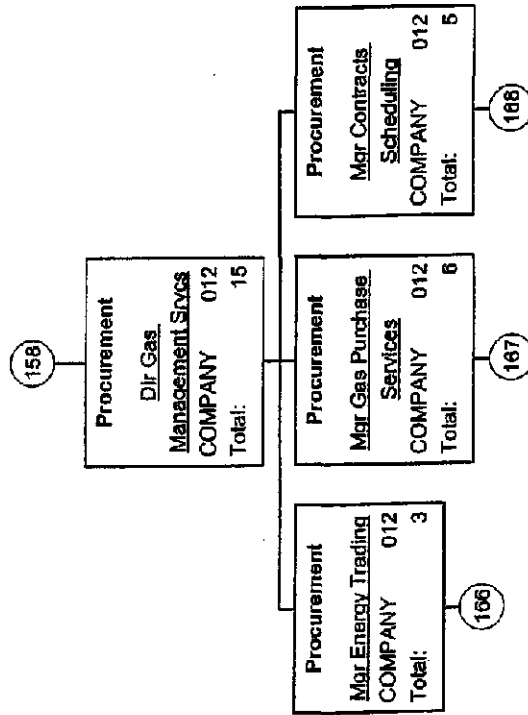 158
Procurement
Dir Gas
Management Srvcs
COMPANY 012
Total: 15
Procurement
Mgr Energy Trading
COMPANY 012
Total: 3
166
Procurement
Mgr Gas Purchase
Services
COMPANY 012
Total: 6
167
Procurement
Mgr Contracts
Scheduling
COMPANY 012
Total: 5
168